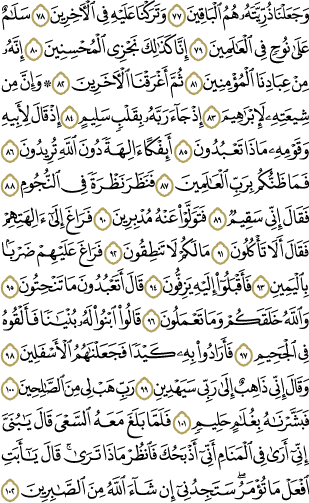 وَجَعَلْنَا ذُرِّيَّتَهُۥ هُمُ ٱلْبَاقِينَ ٧٧ وَتَرَكْنَا عَلَيْهِ فِى ٱلْءَاخِرِينَ ٧٨ سَلَٰمٌ
عَلَىٰ نُوحٍ فِى ٱلْعَٰلَمِينَ ٧٩ إِنَّا كَذَٰلِكَ نَجْزِى ٱلْمُحْسِنِينَ ٨٠ إِنَّهُۥ
مِنْ عِبَادِنَا ٱلْمُؤْمِنِينَ ٨١ ثُمَّ أَغْرَقْنَا ٱلْءَاخَرِينَ ٨٢ ۞ وَإِنَّ مِن
شِيعَتِهِۦ لَإِبْرَٰهِيمَ ٨٣ إِذْ جَآءَ رَبَّهُۥ بِقَلْبٍ سَلِيمٍ ٨٤ إِذْ قَالَ لِأَبِيهِ
وَقَوْمِهِۦ مَاذَا تَعْبُدُونَ ٨٥ أَئِفْكًا ءَالِهَةً دُونَ ٱللَّهِ تُرِيدُونَ ٨٦
فَمَا ظَنُّكُم بِرَبِّ ٱلْعَٰلَمِينَ ٨٧ فَنَظَرَ نَظْرَةً فِى ٱلنُّجُومِ ٨٨
فَقَالَ إِنِّى سَقِيمٌ ٨٩ فَتَوَلَّوْا۟ عَنْهُ مُدْبِرِينَ ٩٠ فَرَاغَ إِلَىٰٓ ءَالِهَتِهِمْ
فَقَالَ أَلَا تَأْكُلُونَ ٩١ مَا لَكُمْ لَا تَنطِقُونَ ٩٢ فَرَاغَ عَلَيْهِمْ ضَرْبًۢا
بِٱلْيَمِينِ ٩٣ فَأَقْبَلُوٓا۟ إِلَيْهِ يَزِفُّونَ ٩٤ قَالَ أَتَعْبُدُونَ مَا تَنْحِتُونَ ٩٥
وَٱللَّهُ خَلَقَكُمْ وَمَا تَعْمَلُونَ ٩٦ قَالُوا۟ ٱبْنُوا۟ لَهُۥ بُنْيَٰنًا فَأَلْقُوهُ
فِى ٱلْجَحِيمِ ٩٧ فَأَرَادُوا۟ بِهِۦ كَيْدًا فَجَعَلْنَٰهُمُ ٱلْأَسْفَلِينَ ٩٨
وَقَالَ إِنِّى ذَاهِبٌ إِلَىٰ رَبِّى سَيَهْدِينِ ٩٩ رَبِّ هَبْ لِى مِنَ ٱلصَّٰلِحِينَ ١٠٠
فَبَشَّرْنَٰهُ بِغُلَٰمٍ حَلِيمٍ ١٠١ فَلَمَّا بَلَغَ مَعَهُ ٱلسَّعْىَ قَالَ يَٰبُنَىَّ
إِنِّىٓ أَرَىٰ فِى ٱلْمَنَامِ أَنِّىٓ أَذْبَحُكَ فَٱنظُرْ مَاذَا تَرَىٰ ۚ قَالَ يَٰٓأَبَتِ
ٱفْعَلْ مَا تُؤْمَرُ ۖ سَتَجِدُنِىٓ إِن شَآءَ ٱللَّهُ مِنَ ٱلصَّٰبِرِينَ ١٠٢